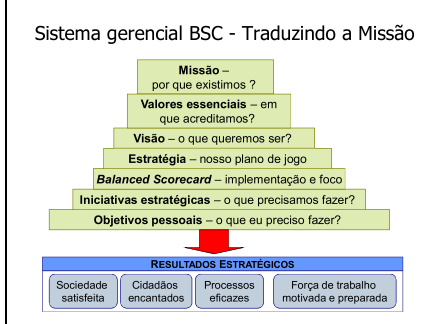 Sistema gerencial BSC - Traduzindo a Missão
Missão –
por que existimos ?
Valores essenciais – em
que acreditamos?
Visão – o que queremos ser?
Estratégia – nosso plano de jogo
Balanced Scorecard – implementação e foco
Iniciativas estratégicas – o que precisamos fazer?
Objetivos pessoais – o que eu preciso fazer?
RESULTADOS ESTRATÉGICOS
Sociedade
satisfeita
Cidadãos
encantados
Processos
eficazes
Força de trabalho
motivada e preparada